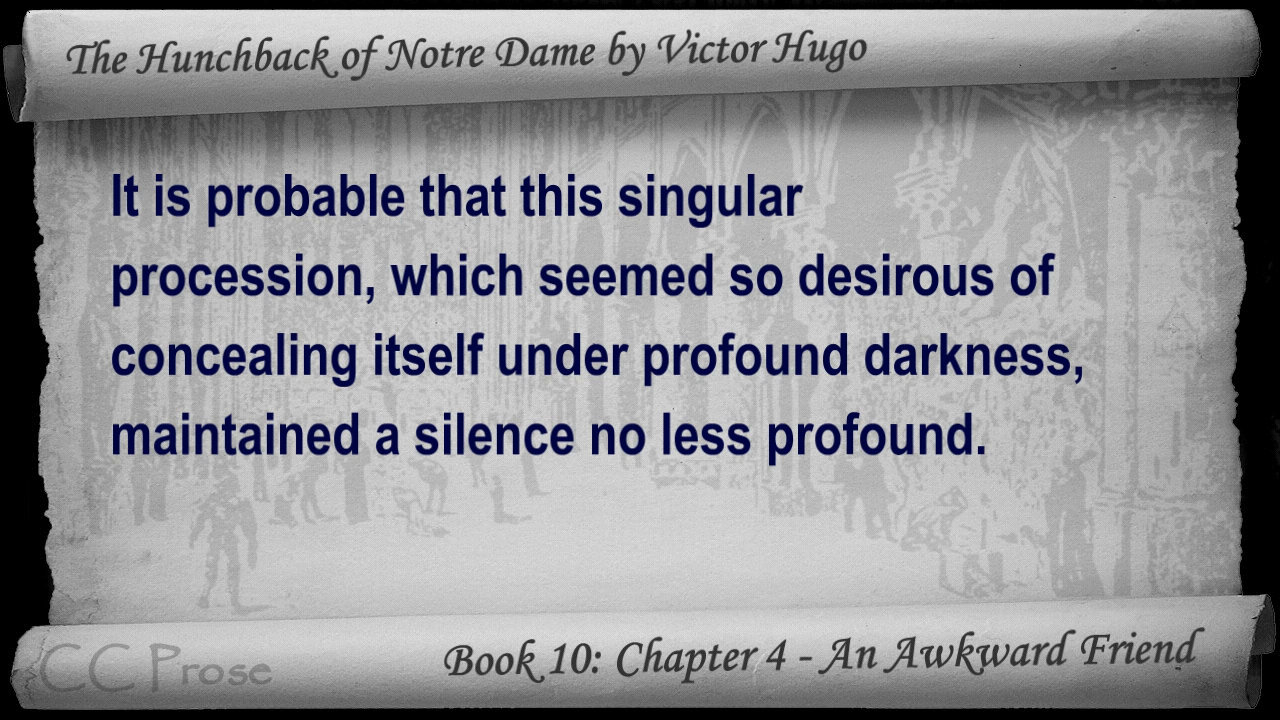 The Hunchback of Notre Dame by Victor Hugo
It is probable that this singular
procession, which seemed so desirous of
concealing itself under profound darkness,
maintained a silence no less profound.
CC Prose
Book 10: Chapter 4 - An Awkward Friend